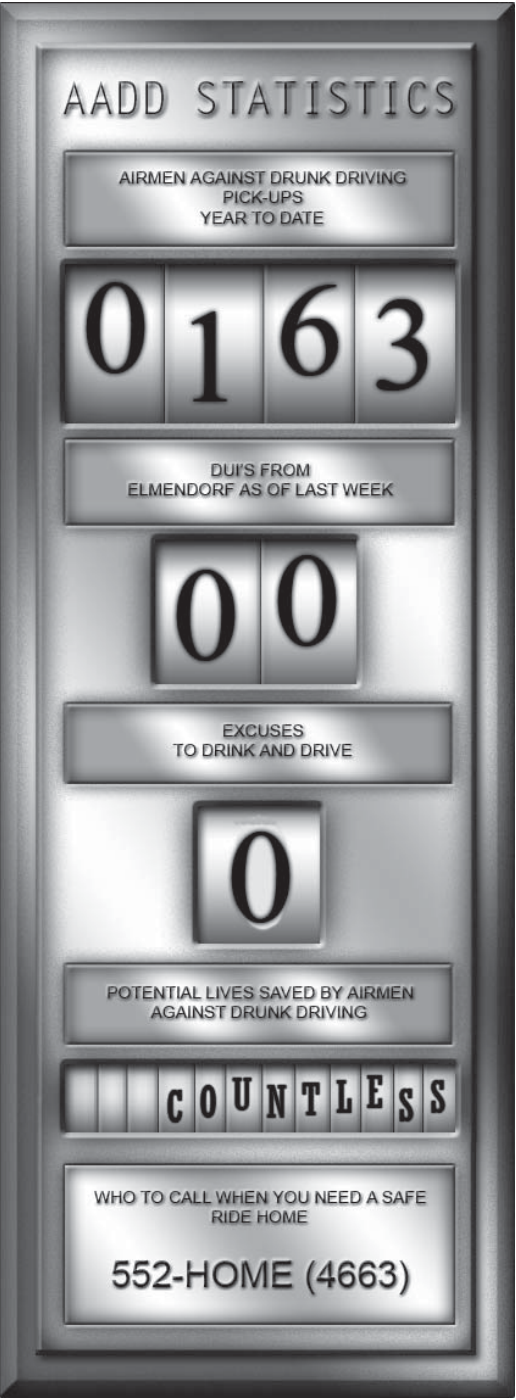 AADD STATISTICS
AIRMEN AGAINST DRUNK DRIVING
PICK-UPS
YEAR TO DATE
0163
DUI'S FROM
ELMENDORF AS OF LAST WEEK
00
EXCUSES
TO DRINK AND DRIVE
0
POTENTIAL LIVES SAVED BY AIRMEN
AGAINST DRUNK DRIVING
COUNTLESS
WHO TO CALL WHEN YOU NEED A SAFE
RIDE HOME
552-HOME (4663)